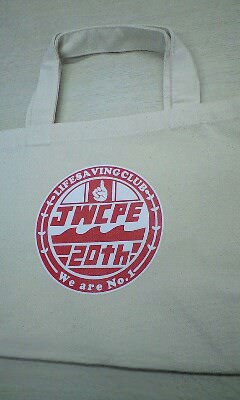 LIFESAVING CLUB
JWCPE
20th
We are No.1